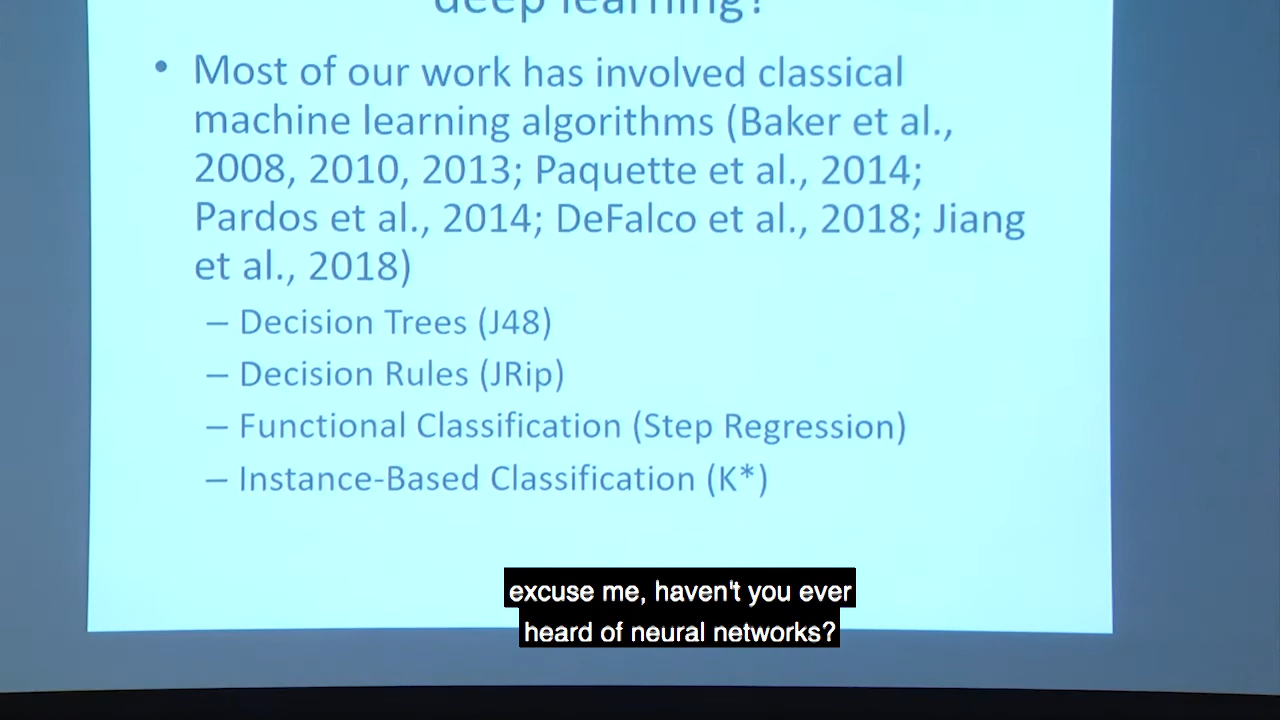 deep learning?
• Most of our work has involved classical
machine learning algorithms (Baker et al.,
2008, 2010, 2013; Paquette et al., 2014;
Pardos et al., 2014; DeFalco et al., 2018; Jiang
et al., 2018)
– Decision Trees (J48)
– Decision Rules (JRip)
– Functional Classification (Step Regression)
– Instance-Based Classification (K*)
excuse me, haven't you ever
heard of neural networks?